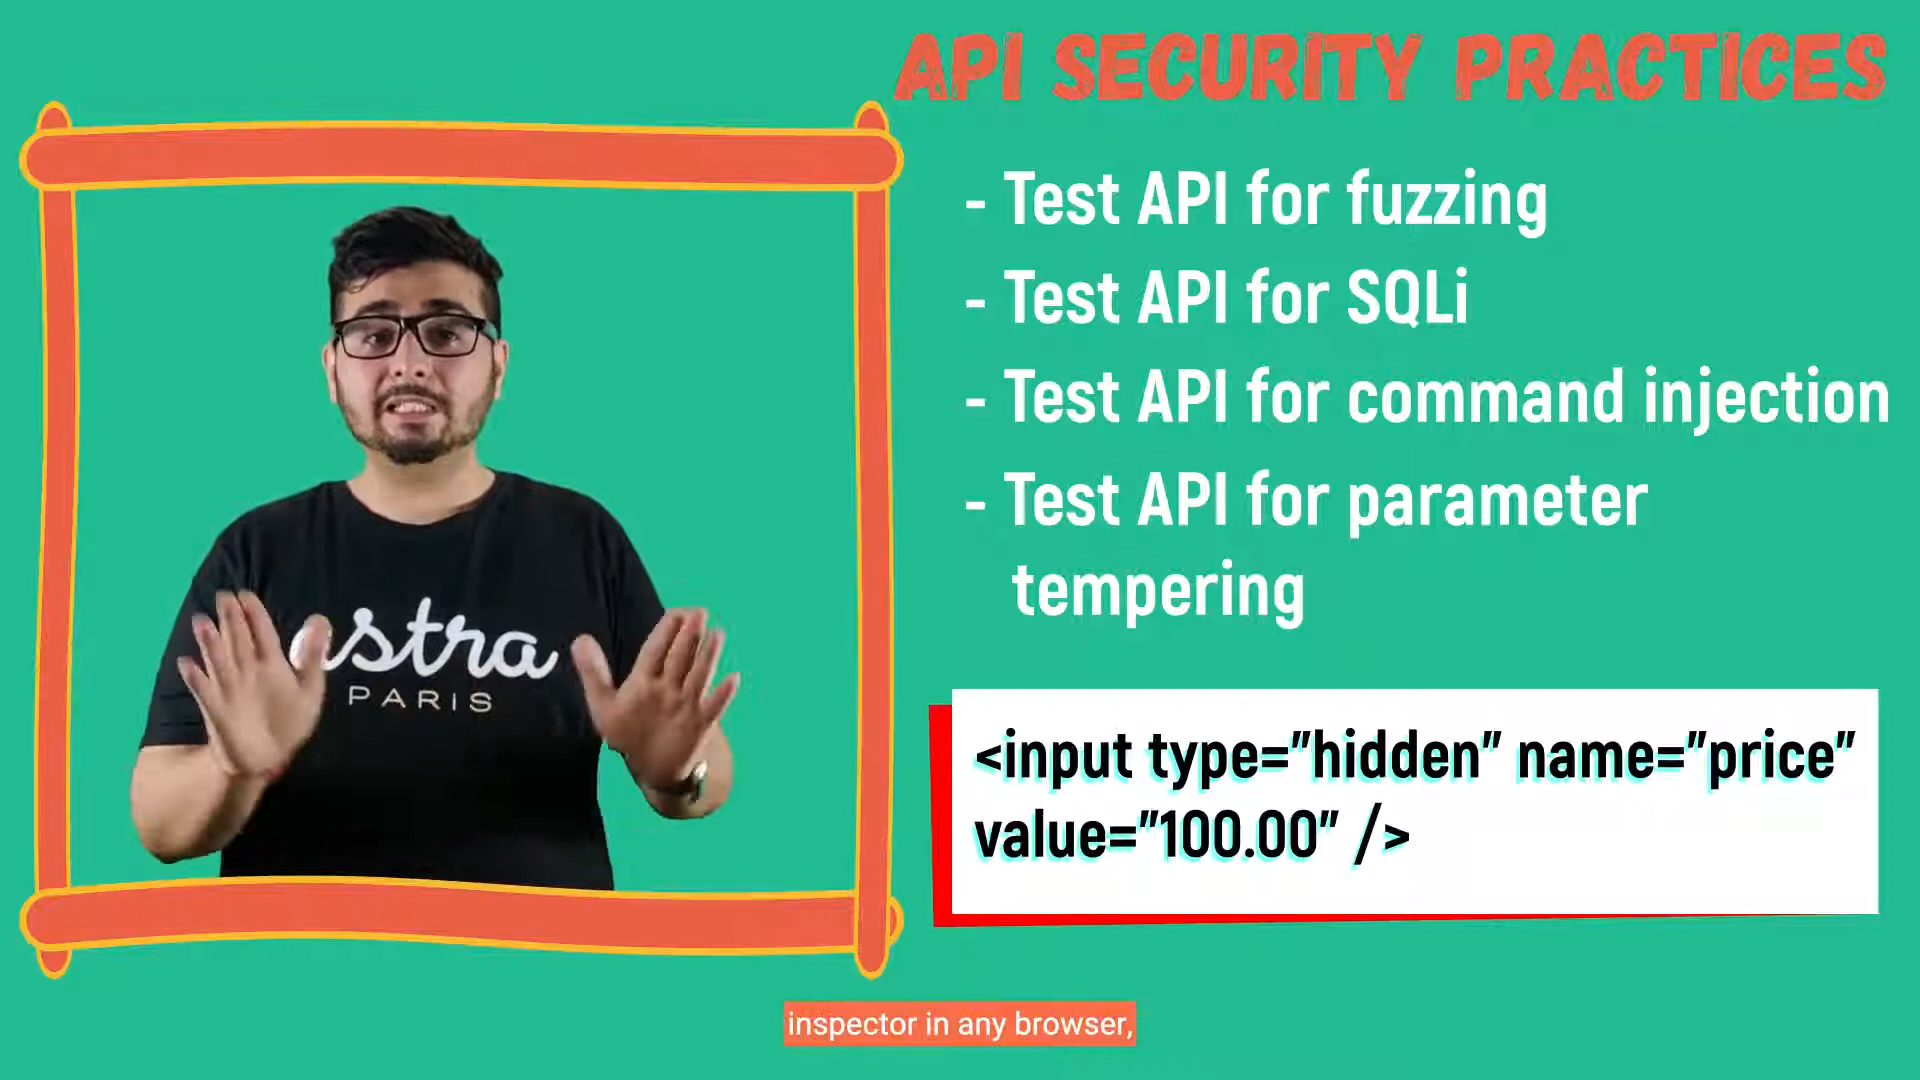 API SECURITY PRACTICES
- Test API for fuzzing
- Test API for SQLi
- Test API for command injection
- Test API for parameter
tempering
astra
PARIS
<input type="hidden" name="price"
value="100.00" />
inspector in any browser,